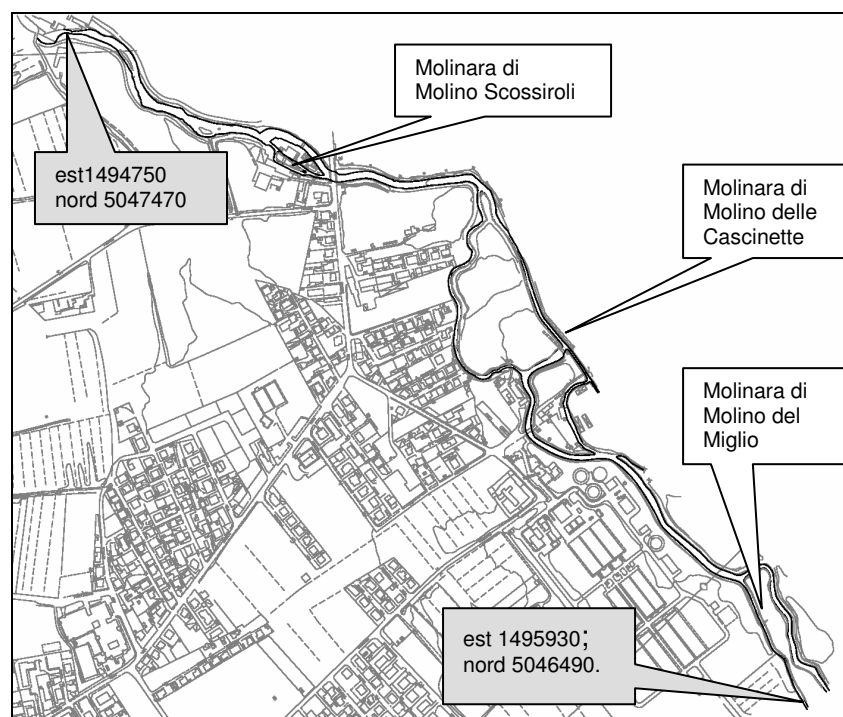 Molinara di
Molino Scossiroli
est1494750
nord 5047470
Molinara di
Molino delle
Cascinette
Molinara di
Molino del
Miglio
est 1495930;
nord 5046490.